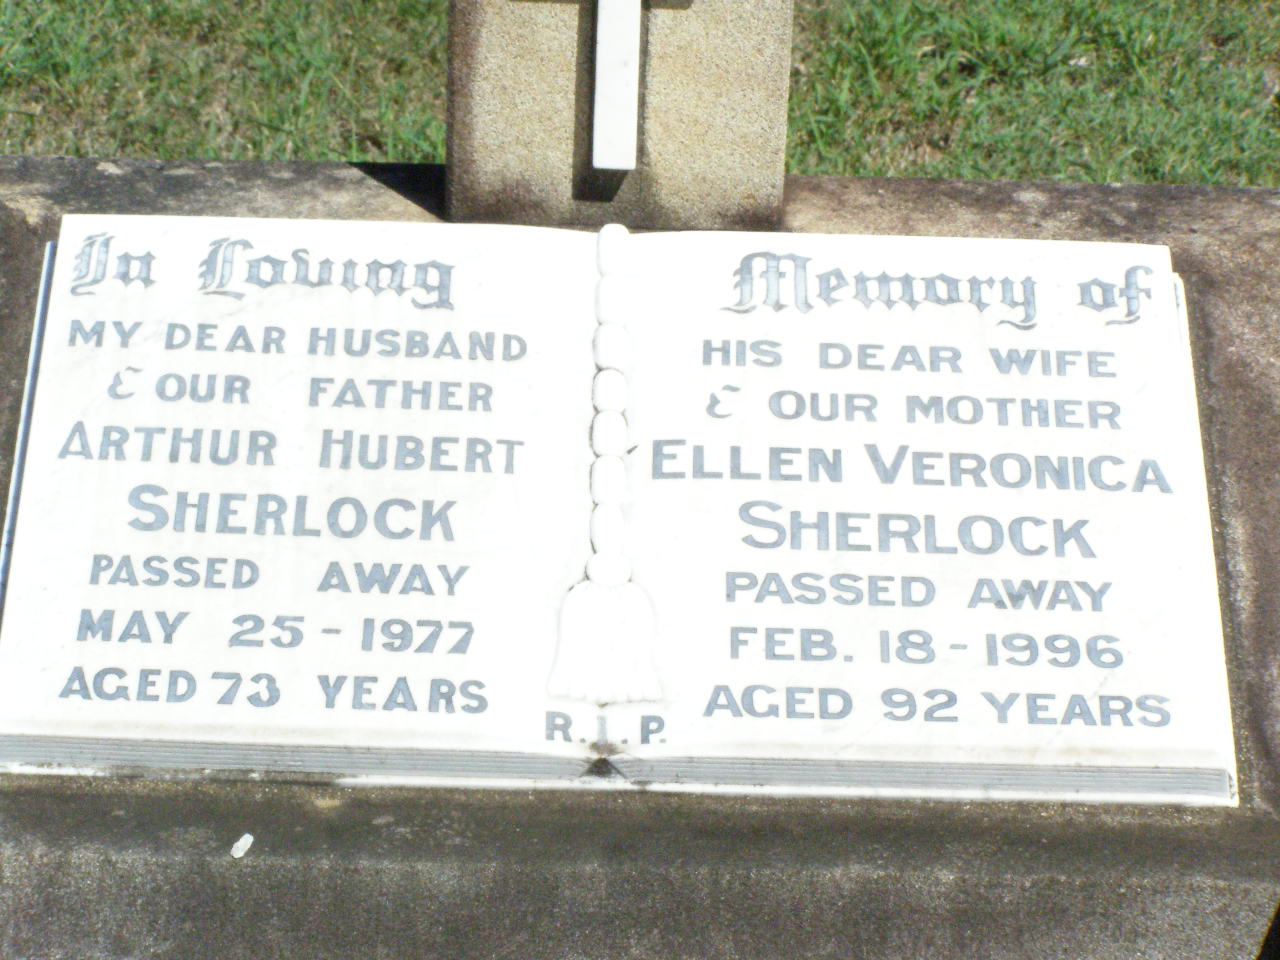 In Loving
MY DEAR HUSBAND
& OUR FATHER
ARTHUR HUBERT
SHERLOCK
PASSED AWAY
MAY 25-1977
AGED 73 YEARS
Memory of
HIS DEAR WIFE
& OUR MOTHER
ELLEN VERONICA
SHERLOCK
PASSED AWAY
FEB. 18-1996
AGED 92 YEARS
R.I.P.